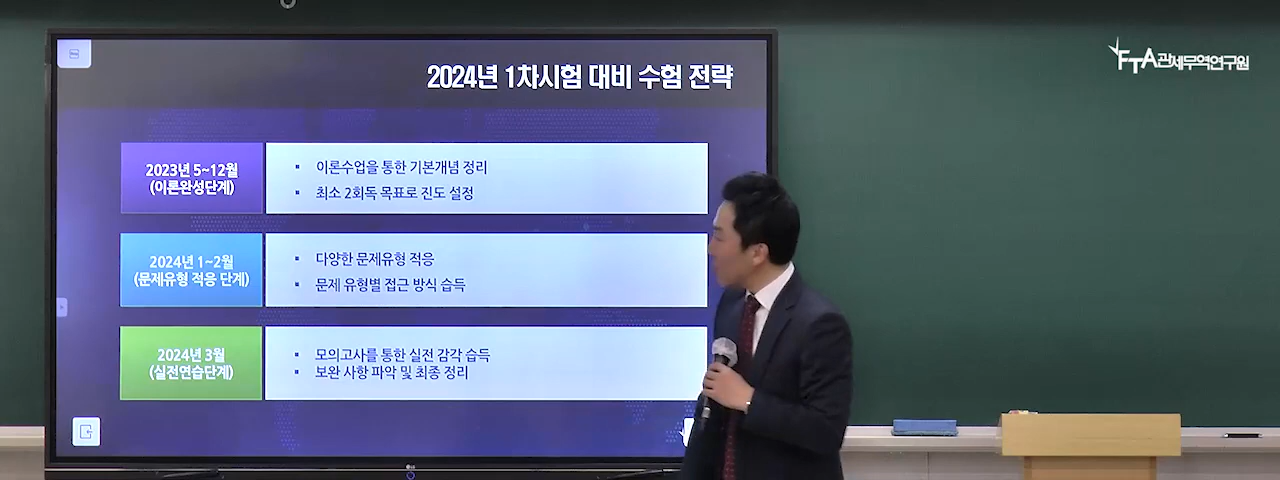 2024년 1차시험 대비 수험 전략
FTA관세무역연구원
2023년 5~12월
(이론완성단계)
▪ 이론수업을 통한 기본개념 정리
▪ 최소 2회독 목표로 진도 설정
2024년 1~2월
(문제유형 적응 단계)
▪ 다양한 문제유형 적응
▪ 문제 유형별 접근 방식 습득
2024년 3월
(실전연습단계)
▪ 모의고사를 통한 실전 감각 습득
▪ 보완 사항 파악 및 최종 정리
LG